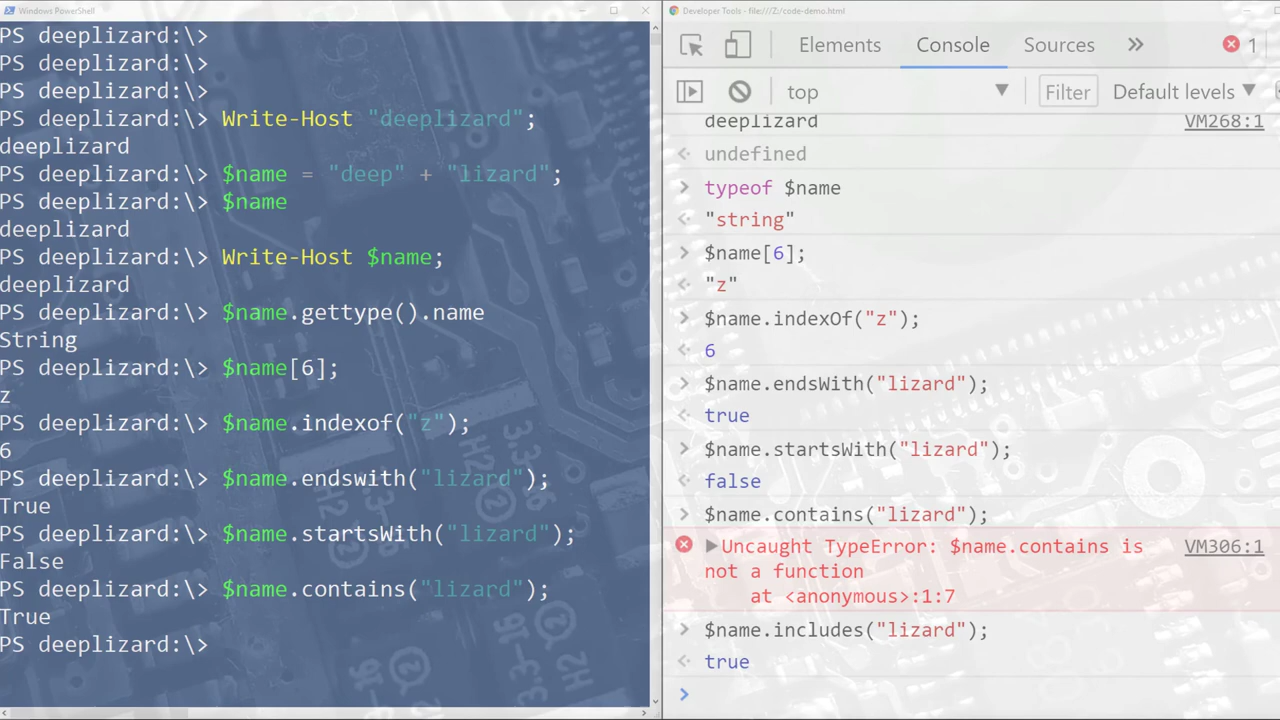 Windows PowerShell
PS deeplizard:\>
PS deeplizard:\>
PS deeplizard:\>
PS deeplizard:\> Write-Host "deeplizard";
deeplizard
PS deeplizard:\> $name = "deep" + "lizard";
PS deeplizard:\> $name
deeplizard
PS deeplizard:\> Write-Host $name;
deeplizard
PS deeplizard:\> $name.gettype().name
String
PS deeplizard:\> $name[6];
z
PS deeplizard:\> $name.indexof("z");
6
PS deeplizard:\> $name.endswith("lizard");
True
PS deeplizard:\> $name.startsWith("lizard");
False
PS deeplizard:\> $name.contains("lizard");
True
PS deeplizard:\>
Developer Tools - file:///Z:/code-demo.html
Elements Console Sources » 1
top Filter Default levels
deeplizard VM268:1
undefined
typeof $name
"string"
$name[6];
"z"
$name.indexOf("z");
6
$name.endsWith("lizard");
true
$name.startsWith("lizard");
false
$name.contains("lizard");
Uncaught TypeError: $name.contains is VM306:1
not a function
at <anonymous>:1:7
$name.includes("lizard");
true